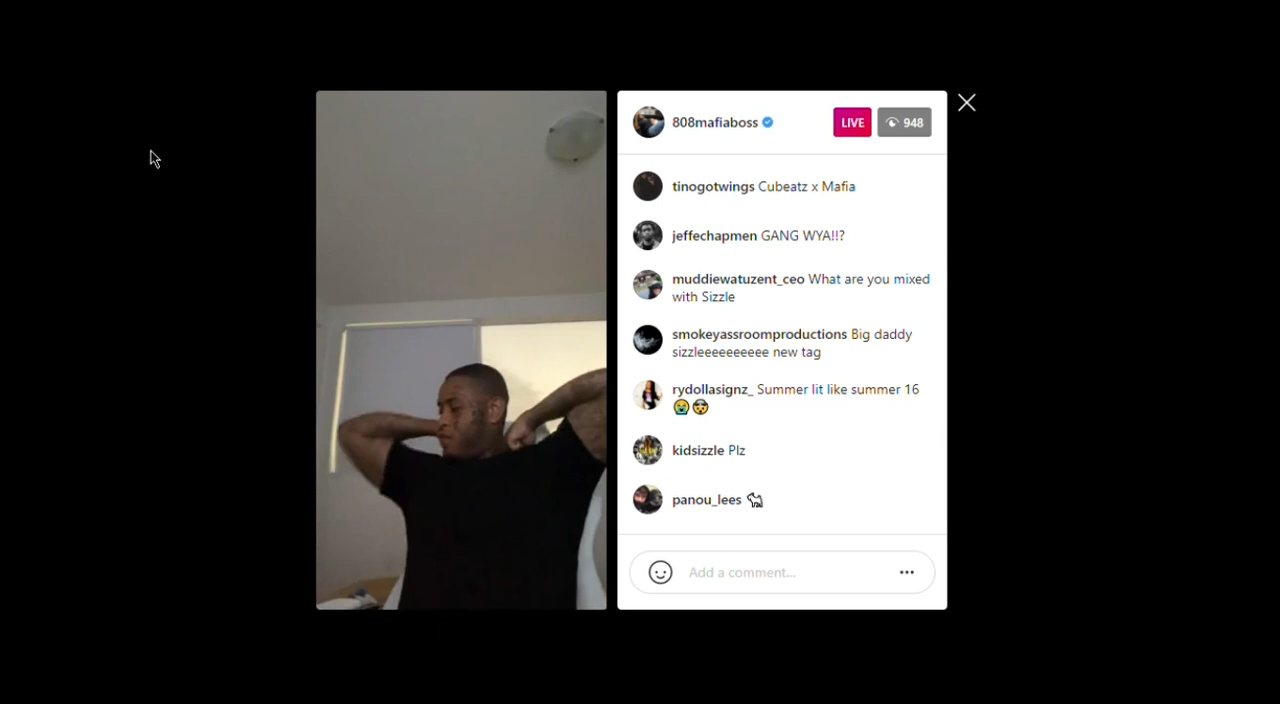 808mafiaboss
LIVE
948
tinogotwings Cubeatz x Mafia
jeffechapmen GANG WYA!!?
muddiewatuzent_ceo What are you mixed
with Sizzle
smokeyassroomproductions Big daddy
sizzleeeeeeeeee new tag
rydollasignz_ Summer lit like summer 16
😭🤯
kidsizzle Plz
panou_lees
Add a comment...